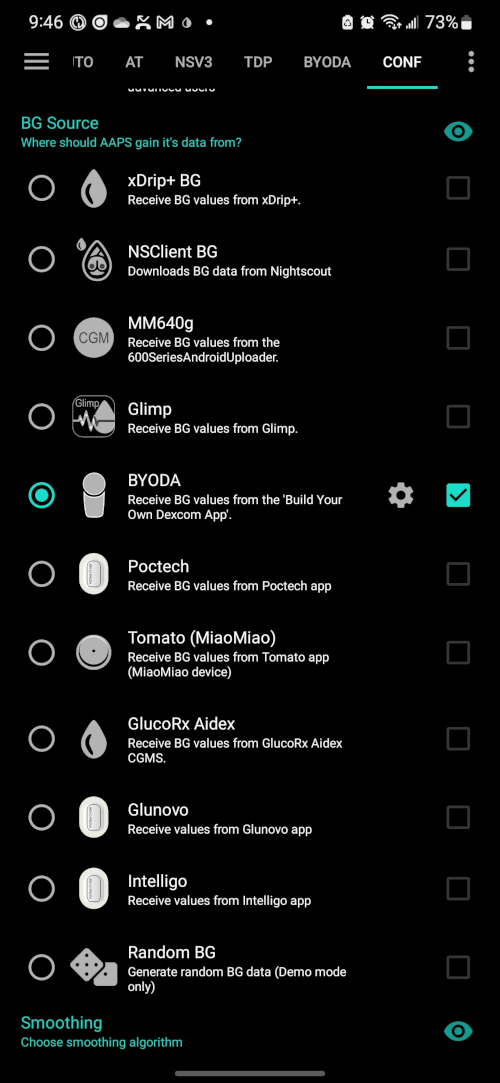 9:46
73%
TO AT NSV3 TDP BYODA CONF
advanced users
BG Source
Where should AAPS gain it's data from?
xDrip+ BG
Receive BG values from xDrip+.
NSClient BG
Downloads BG data from Nightscout
CGM
MM640g
Receive BG values from the
600SeriesAndroidUploader.
Glimp
Glimp
Receive BG values from Glimp.
BYODA
Receive BG values from the 'Build Your
Own Dexcom App'.
Poctech
Receive BG values from Poctech app
Tomato (MiaoMiao)
Receive BG values from Tomato app
(MiaoMiao device)
GlucoRx Aidex
Receive BG values from GlucoRx Aidex
CGMS.
Glunovo
Receive values from Glunovo app
Intelligo
Receive values from Intelligo app
Random BG
Generate random BG data (Demo mode
only)
Smoothing
Choose smoothing algorithm